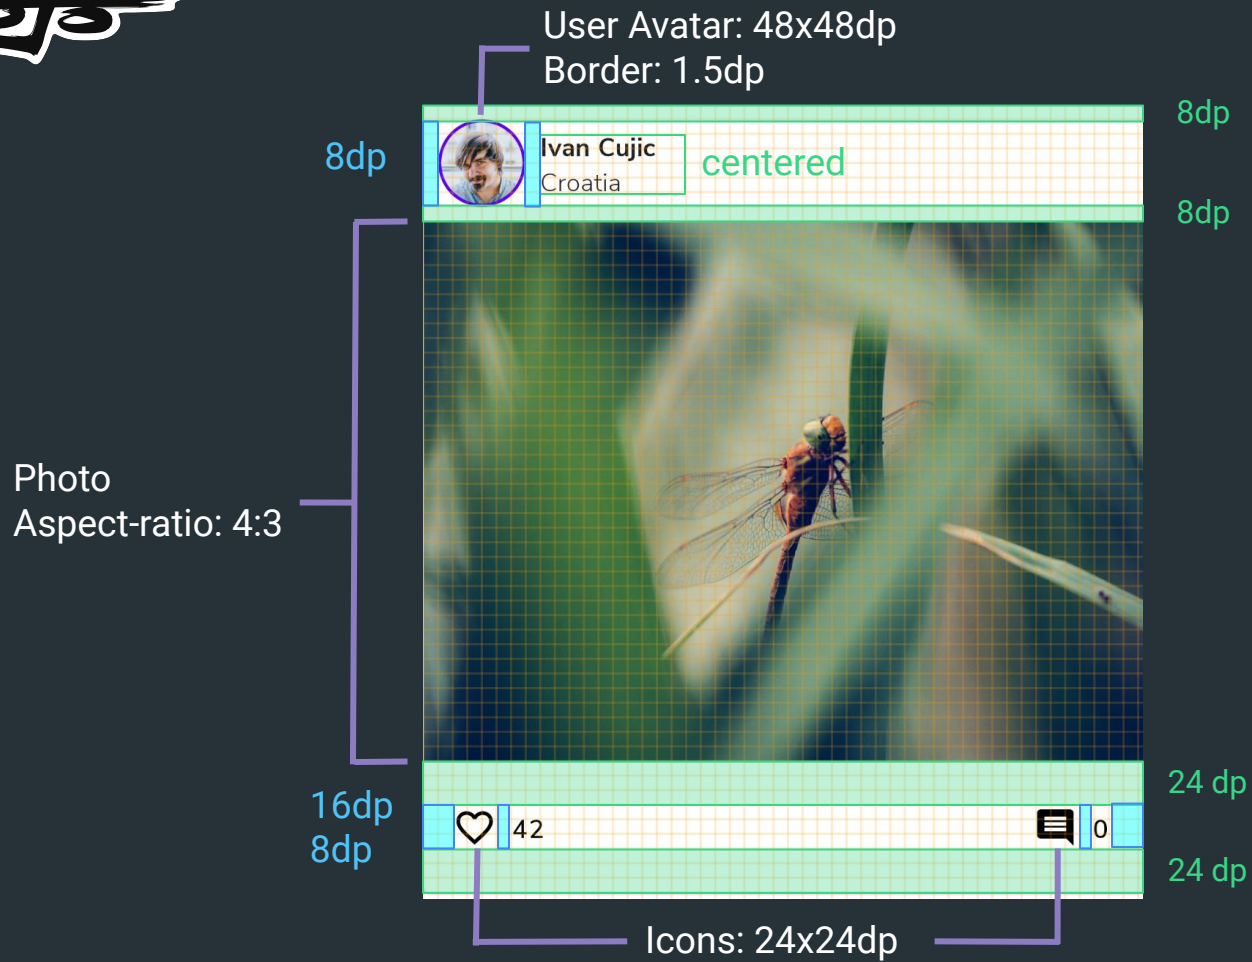 User Avatar: 48x48dp
Border: 1.5dp
8dp
8dp
Ivan Cujic
centered
Croatia
8dp
Photo
Aspect-ratio: 4:3
24 dp
16dp
8dp
42
0
24 dp
Icons: 24x24dp